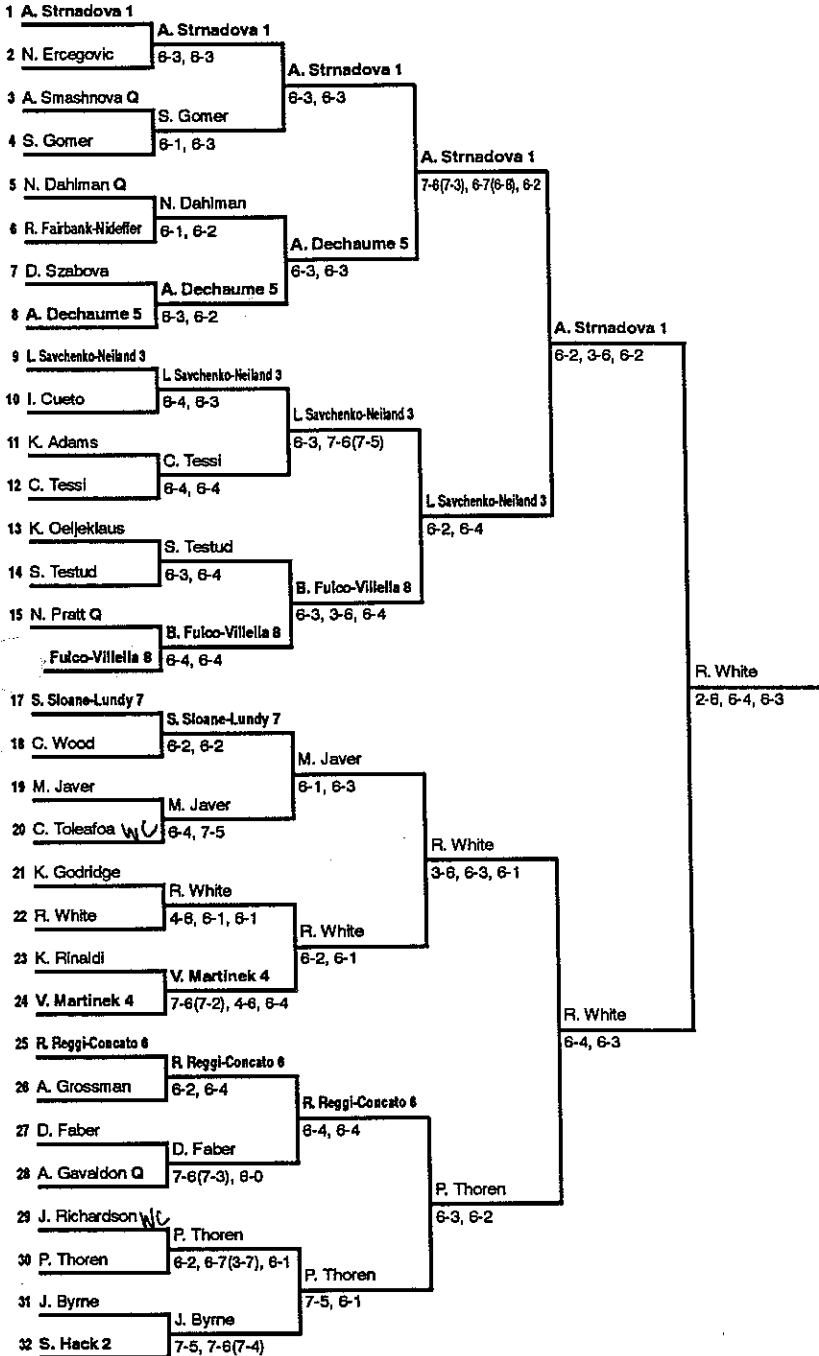 1 A. Strnadova 1
A. Strnadova 1
2 N. Ercegovic
6-3, 6-3
A. Strnadova 1
3 A. Smashnova Q
6-3, 6-3
S. Gomer
4 S. Gomer
6-1, 6-3
A. Strnadova 1
7-6(7-3), 6-7(6-8), 6-2
5 N. Dahlman Q
N. Dahlman
6 R. Fairbank-Nideffer
6-1, 6-2
A. Dechaume 5
7 D. Szabova
6-3, 6-3
A. Dechaume 5
8 A. Dechaume 5
6-3, 6-2
A. Strnadova 1
6-2, 3-6, 6-2
9 L. Savchenko-Neiland 3
L. Savchenko-Neiland 3
10 I. Cueto
6-4, 6-3
L. Savchenko-Neiland 3
11 K. Adams
6-3, 7-6(7-5)
C. Tessi
12 C. Tessi
6-4, 6-4
L. Savchenko-Neiland 3
6-2, 6-4
13 K. Oeljeklaus
S. Testud
14 S. Testud
6-3, 6-4
B. Fulco-Villella 8
15 N. Pratt Q
6-3, 3-6, 6-4
B. Fulco-Villella 8
Fulco-Villella 8
6-4, 6-4
R. White
2-6, 6-4, 6-3
17 S. Sloane-Lundy 7
S. Sloane-Lundy 7
18 C. Wood
6-2, 6-2
M. Javer
19 M. Javer
6-1, 6-3
M. Javer
20 C. Toleafoa WC
6-4, 7-5
R. White
3-6, 6-3, 6-1
21 K. Godridge
R. White
22 R. White
4-6, 6-1, 6-1
R. White
23 K. Rinaldi
6-2, 6-1
V. Martinek 4
24 V. Martinek 4
7-6(7-2), 4-6, 6-4
R. White
6-4, 6-3
25 R. Reggi-Concato 6
R. Reggi-Concato 6
26 A. Grossman
6-2, 6-4
R. Reggi-Concato 6
27 D. Faber
6-4, 6-4
D. Faber
28 A. Gavaldon Q
7-6(7-3), 6-0
P. Thoren
6-3, 6-2
29 J. Richardson WC
P. Thoren
30 P. Thoren
6-2, 6-7(3-7), 6-1
P. Thoren
31 J. Byrne
7-5, 6-1
J. Byrne
32 S. Hack 2
7-5, 7-6(7-4)